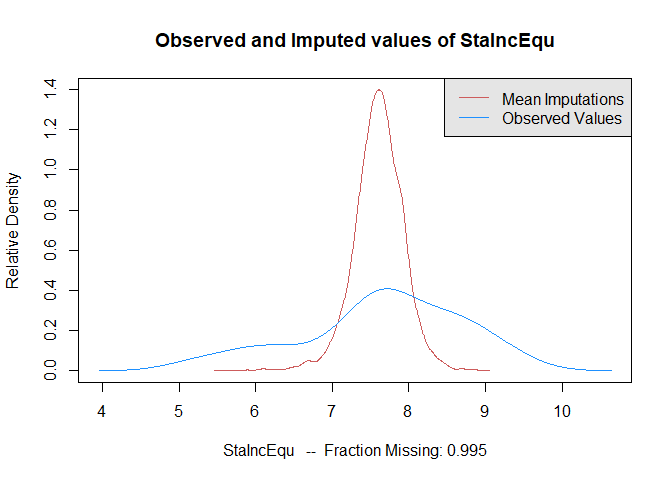 Observed and Imputed values of StaIncEqu
Mean Imputations
Observed Values
Relative Density
0.0 0.2 0.4 0.6 0.8 1.0 1.2 1.4
4 5 6 7 8 9 10
StaIncEqu -- Fraction Missing: 0.995